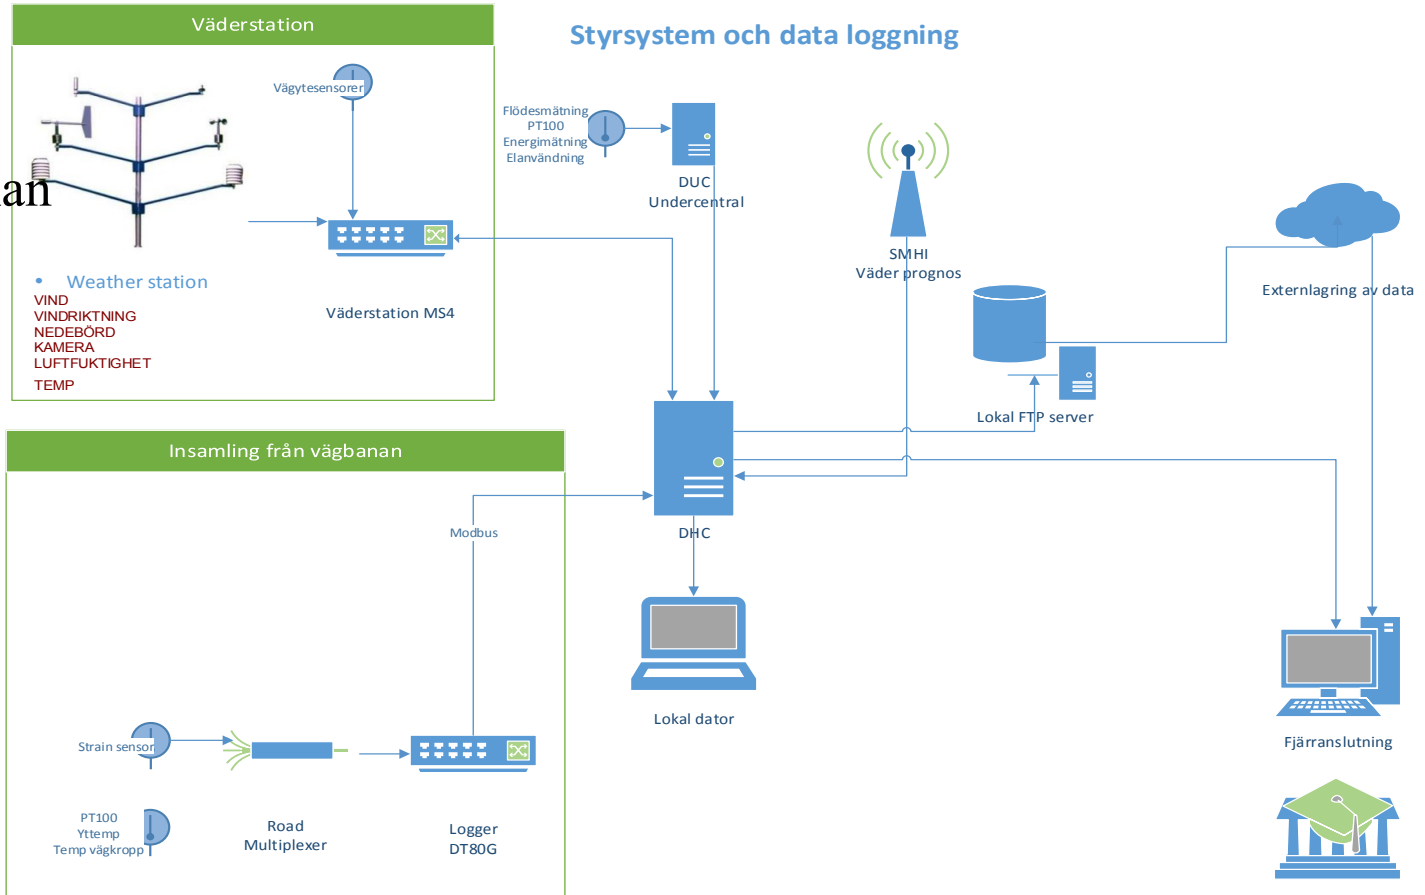 Väderstation
Styrsystem och data loggning
Vägytesensorer
Flödesmätning
PT100
Energimätning
Elanvändning
DUC
Undercentral
SMHI
Väder prognos
Externlagring av data
• Weather station
VIND
VINDRIKTNING
NEDEBÖRD
KAMERA
LUFTFUKTIGHET
TEMP
Väderstation MS4
Lokal FTP server
Insamling från vägbanan
Modbus
DHC
Lokal dator
Fjärranslutning
Strain sensor
PT100
Yttemp
Temp vägkropp
Road
Multiplexer
Logger
DT80G